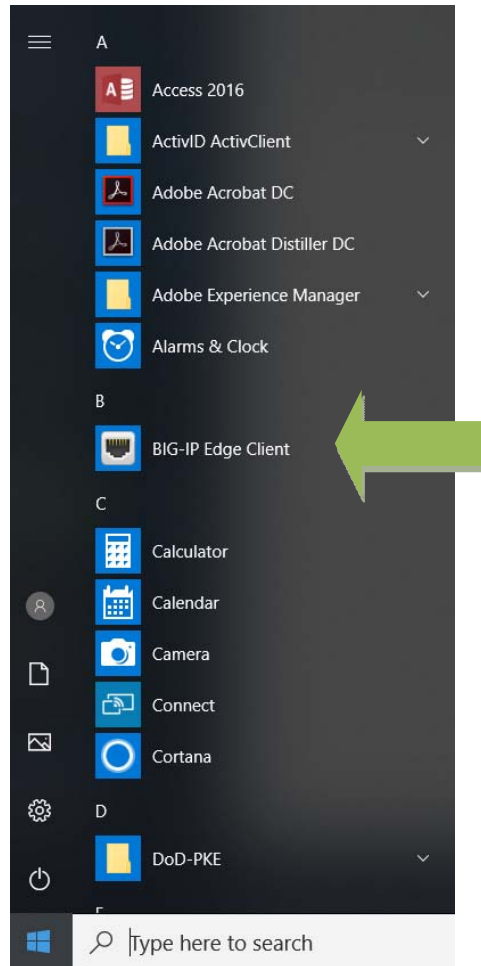 A
Access 2016
ActivID ActivClient
Adobe Acrobat DC
Adobe Acrobat Distiller DC
Adobe Experience Manager
Alarms & Clock
B
BIG-IP Edge Client
C
Calculator
Calendar
Camera
Connect
Cortana
D
DoD-PKE
Type here to search